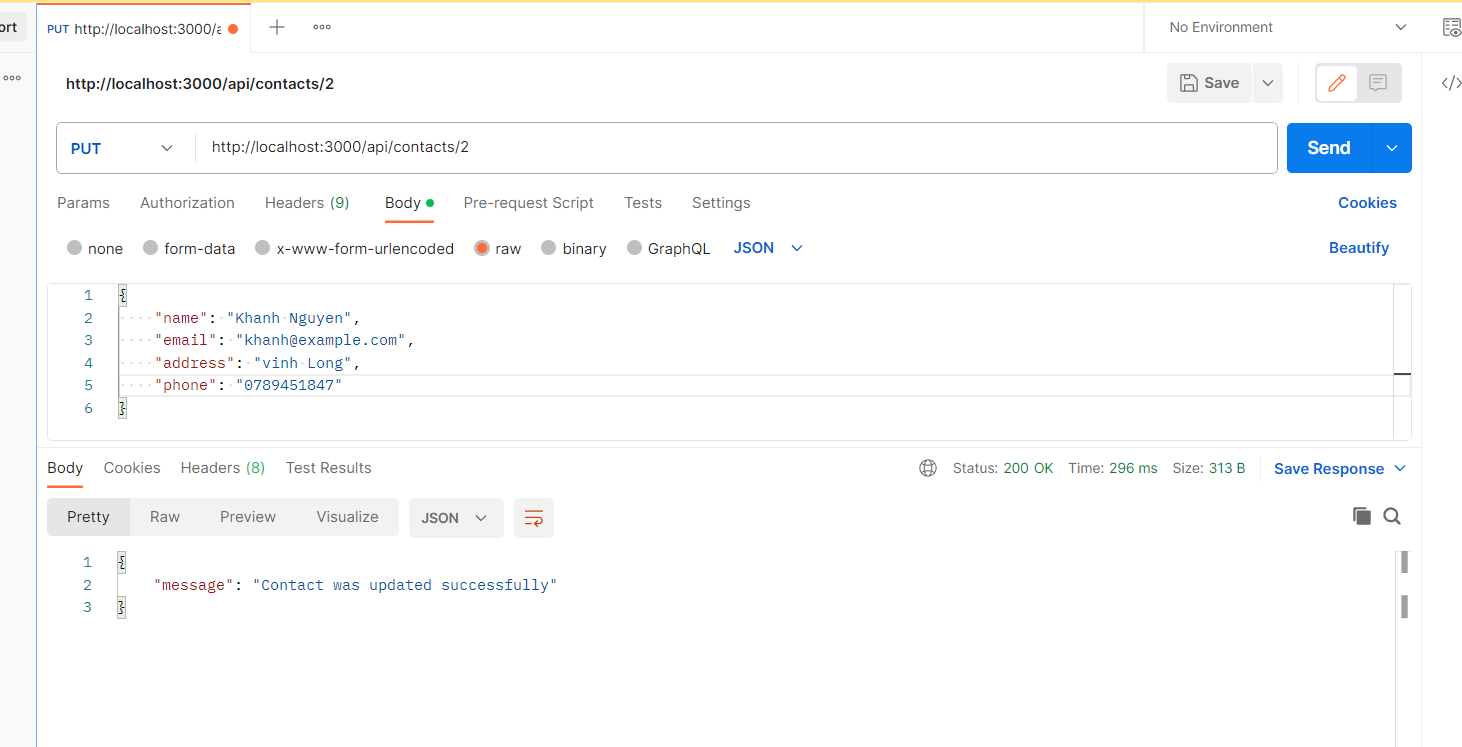 ort
PUT http://localhost:3000/a
No Environment
http://localhost:3000/api/contacts/2
Save
PUT http://localhost:3000/api/contacts/2 Send
Params Authorization Headers (9) Body Pre-request Script Tests Settings Cookies
none form-data x-www-form-urlencoded raw binary GraphQL JSON Beautify
1 {
2 "name": "Khanh Nguyen",
3 "email": "khanh@example.com",
4 "address": "vinh Long",
5 "phone": "0789451847"
6 }
Body Cookies Headers (8) Test Results Status: 200 OK Time: 296 ms Size: 313 B Save Response
Pretty Raw Preview Visualize JSON
1 {
2 "message": "Contact was updated successfully"
3 }